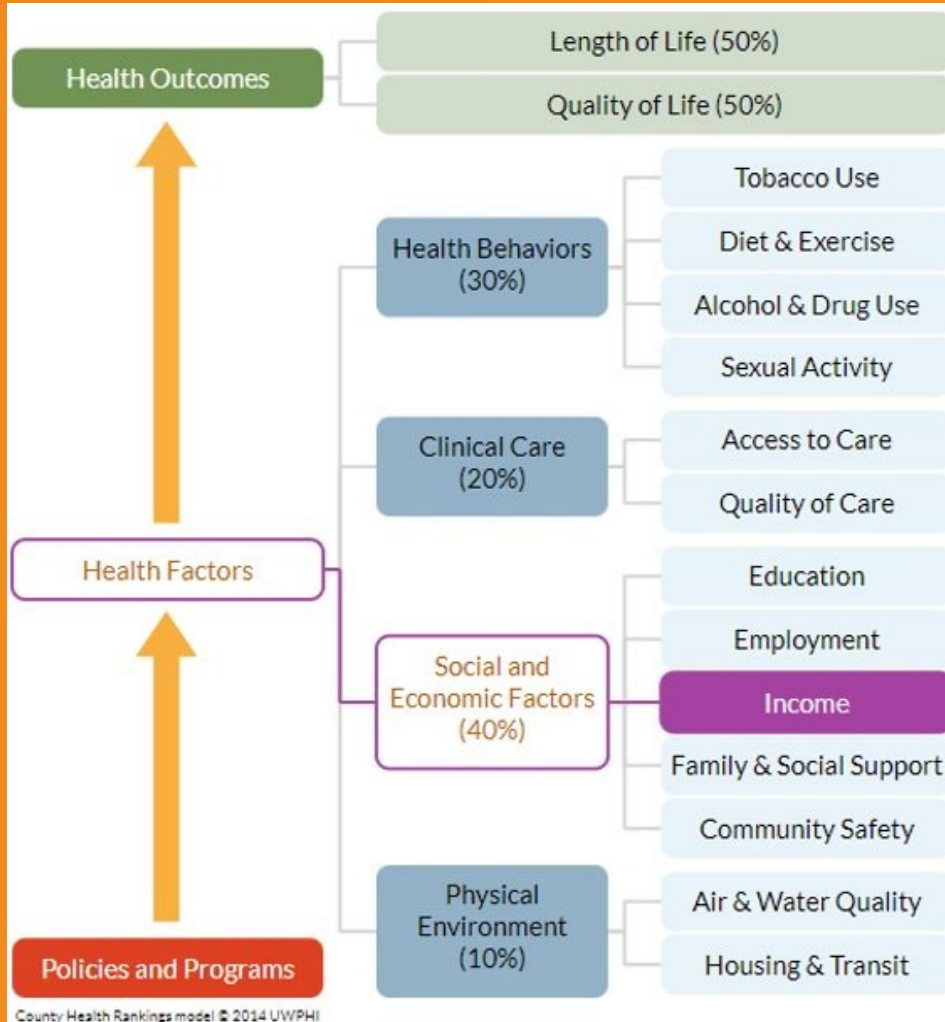 Health Outcomes
Length of Life (50%)
Quality of Life (50%)
Health Behaviors
(30%)
Tobacco Use
Diet & Exercise
Alcohol & Drug Use
Sexual Activity
Clinical Care
(20%)
Access to Care
Quality of Care
Health Factors
Social and
Economic Factors
(40%)
Education
Employment
Income
Family & Social Support
Community Safety
Physical
Environment
(10%)
Air & Water Quality
Housing & Transit
Policies and Programs
County Health Rankings model © 2014 UWPHI